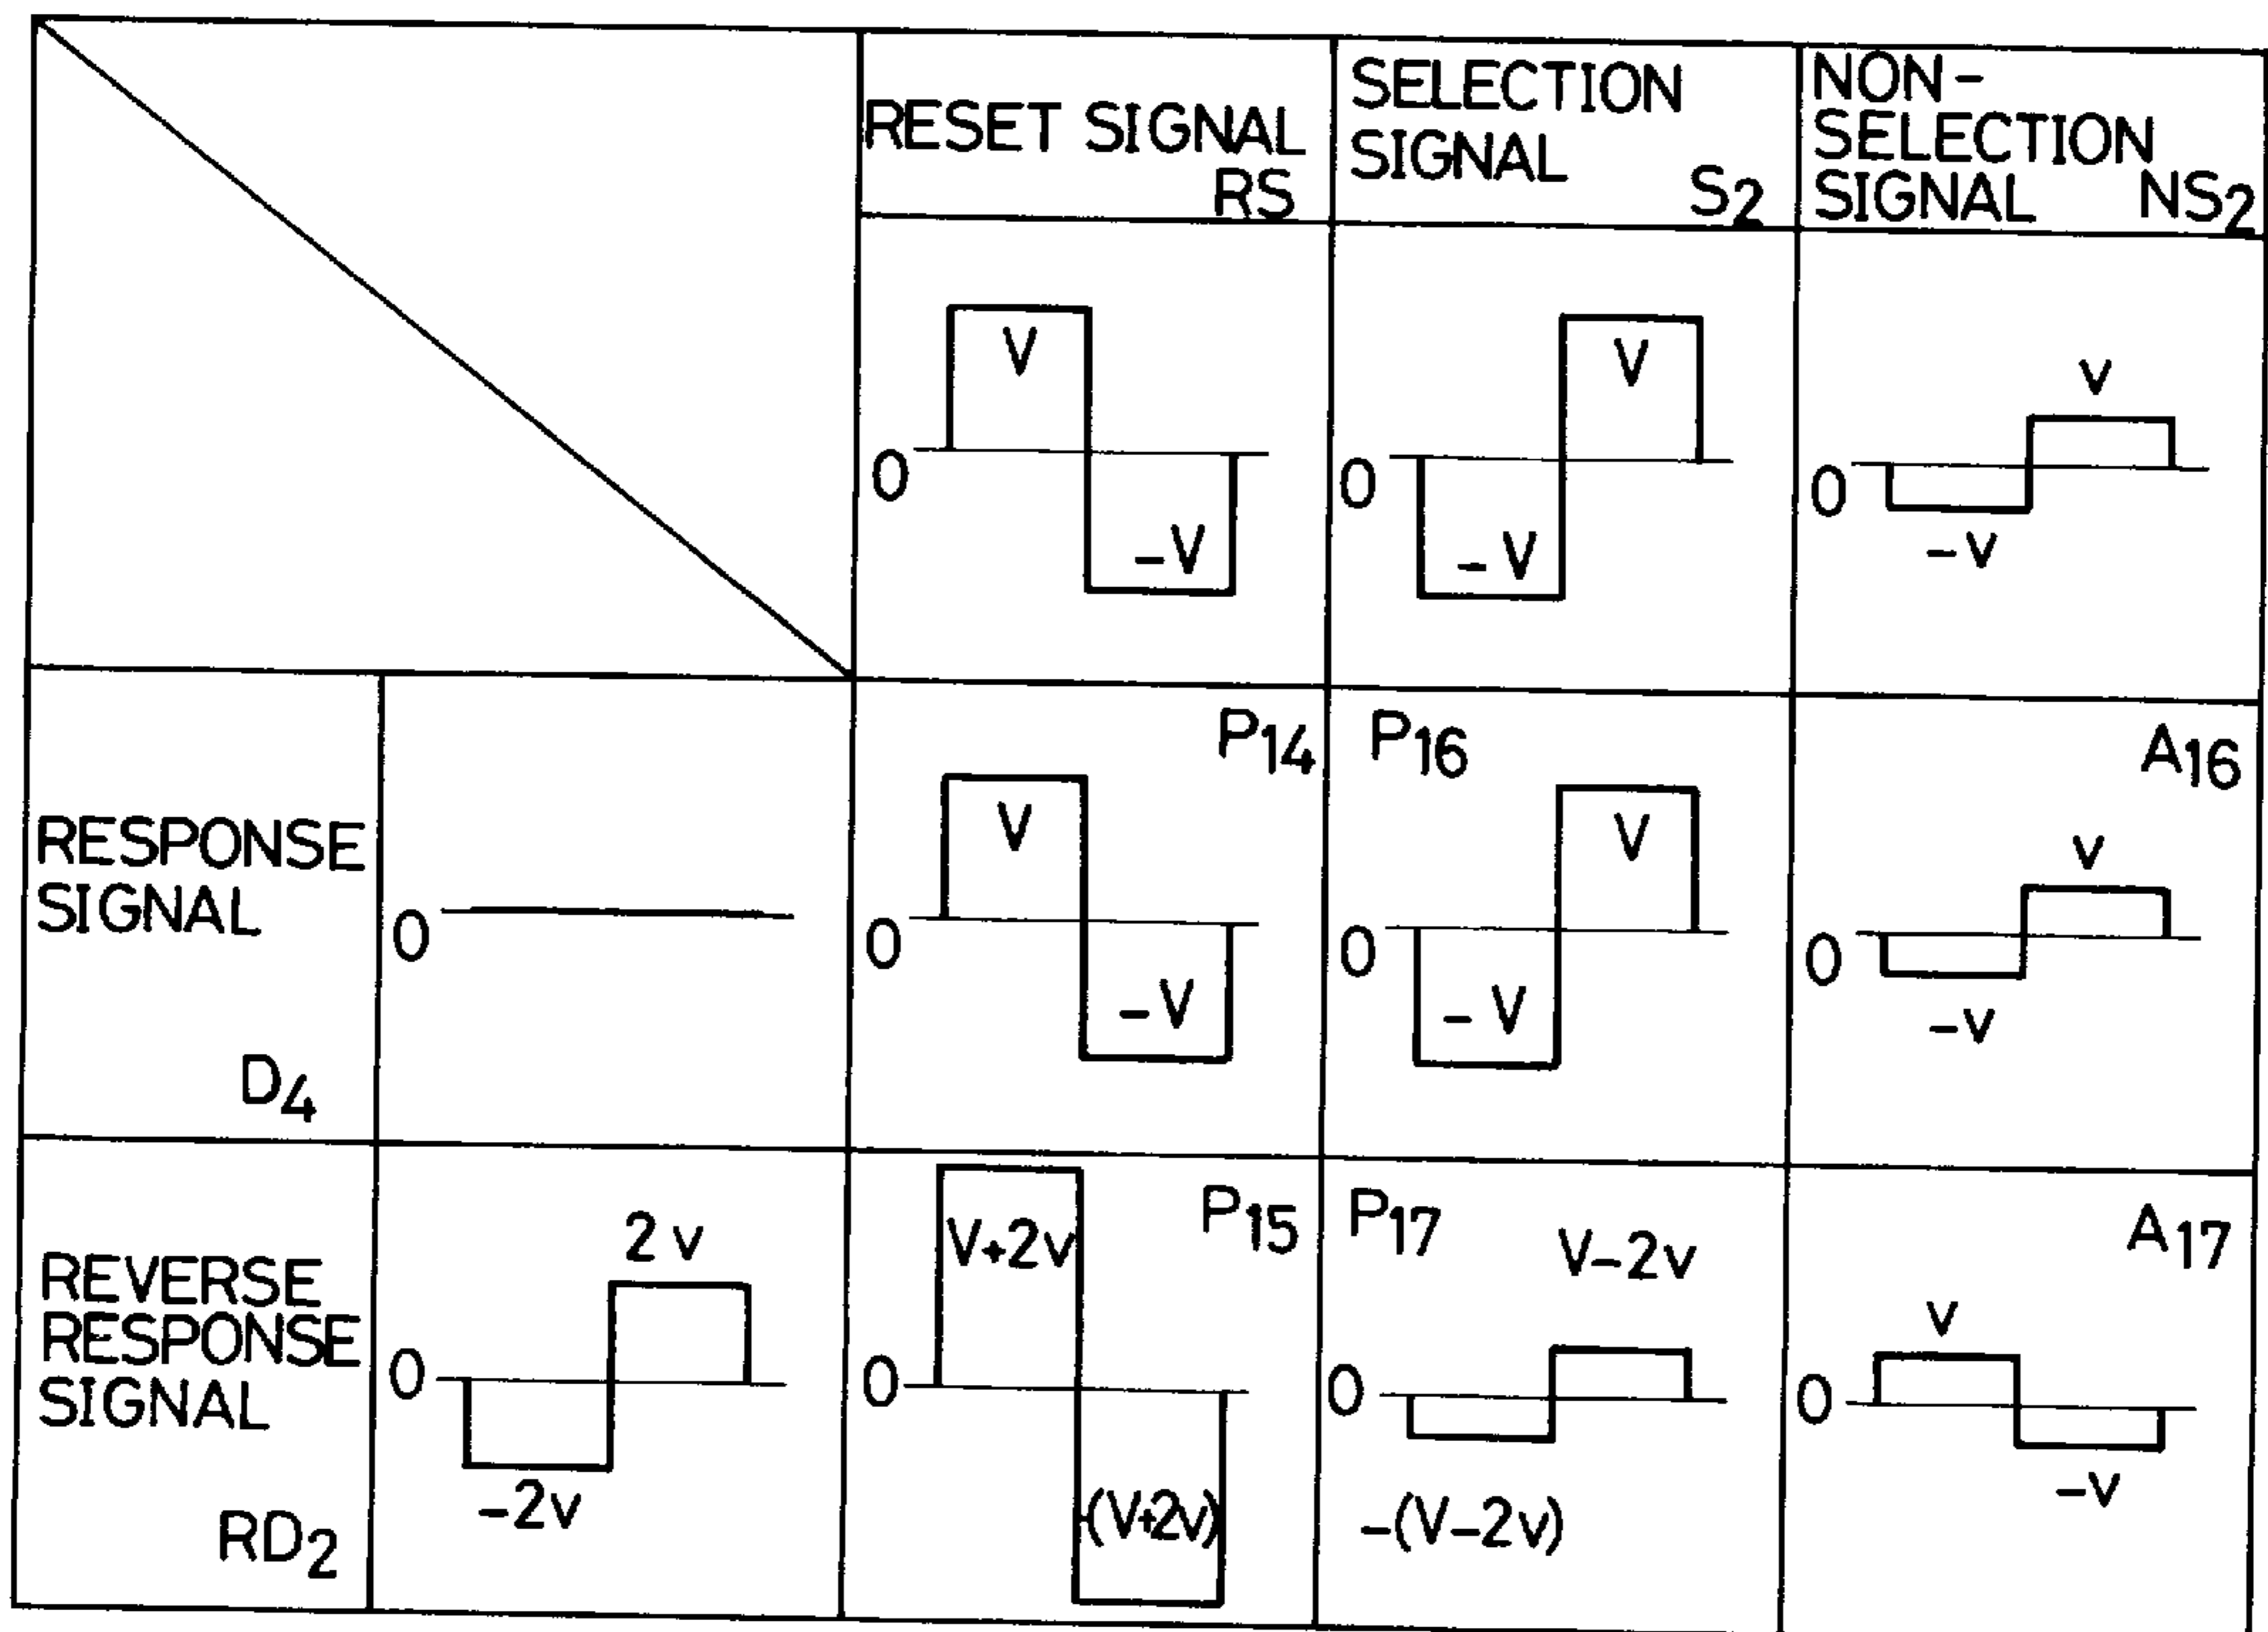 RESET SIGNAL
RS
SELECTION
SIGNAL
S2
NON-
SELECTION
SIGNAL NS2
V
0
-V
V
0
-V
v
0
-v
RESPONSE
SIGNAL
D4
0
P14
V
0
-V
P16
V
0
-V
A16
v
0
-v
REVERSE
RESPONSE
SIGNAL
RD2
2v
0
-2v
P15
V+2v
0
-(V+2v)
P17
V-2v
0
-(V-2v)
A17
v
0
-v